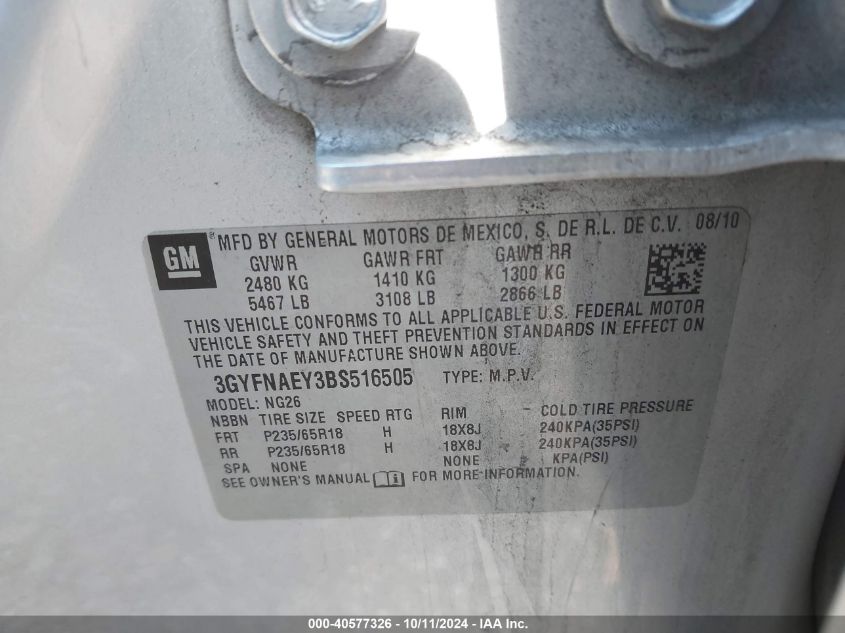 GM ® MFD BY GENERAL MOTORS DE MEXICO, S. DE R.L. DE C.V. 08/10
GVWR GAWR FRT GAWR RR
2480 KG 1410 KG 1300 KG
5467 LB 3108 LB 2866 LB
THIS VEHICLE CONFORMS TO ALL APPLICABLE U.S. FEDERAL MOTOR
VEHICLE SAFETY AND THEFT PREVENTION STANDARDS IN EFFECT ON
THE DATE OF MANUFACTURE SHOWN ABOVE.
3GYFNAEY3BS516505 TYPE: M.P.V.
MODEL: NG26
NBBN TIRE SIZE SPEED RTG RIM COLD TIRE PRESSURE
FRT P235/65R18 H 18X8J 240KPA(35PSI)
RR P235/65R18 H 18X8J 240KPA(35PSI)
SPA NONE NONE KPA(PSI)
SEE OWNER'S MANUAL FOR MORE INFORMATION.
000-40577326 - 10/11/2024 - IAA Inc.